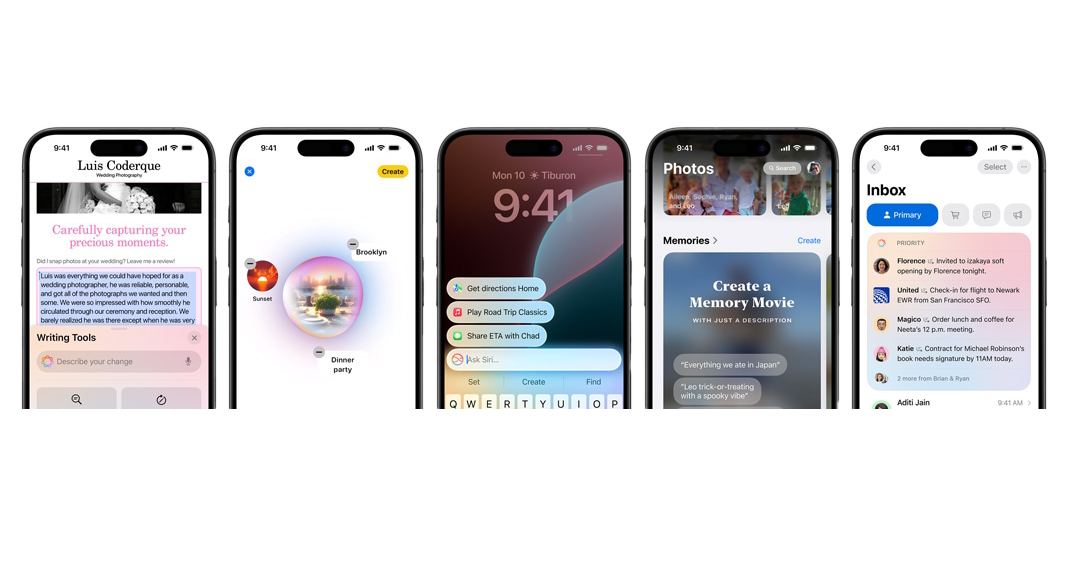 9:41
Luis Coderque
Wedding Photography
Carefully capturing your
precious moments.
Did I snap photos at your wedding? Leave me a review!
Luis was everything we could have hoped for as a
wedding photographer, he was reliable, personable,
and got all of the photographs we wanted and then
some. We were so impressed with how smoothly he
circulated through our ceremony and reception. We
barely realized he was there except when he was very
Writing Tools
Describe your change
9:41
Create
Brooklyn
Sunset
Dinner
party
Mon 10 Tiburon
9:41
Get directions Home
Play Road Trip Classics
Share ETA with Chad
Ask Siri...
Set Create Find
Q W E R T Y U I O P
9:41
Photos
Search
Aileen, Sophie, Ryan,
and Leo
Memories
Create
Create a
Memory Movie
WITH JUST A DESCRIPTION
“Everything we ate in Japan”
“Leo trick-or-treating
with a spooky vibe”
9:41
Select
Inbox
Primary
PRIORITY
Florence Invited to izakaya soft
opening by Florence tonight.
United Check-in for flight to Newark
EWR from San Francisco SFO.
Magico Order lunch and coffee for
Neeta's 12 p.m. meeting.
Katie Contract for Michael Robinson's
book needs signature by 11AM today.
2 more from Brian & Ryan
Aditi Jain
9:41 AM